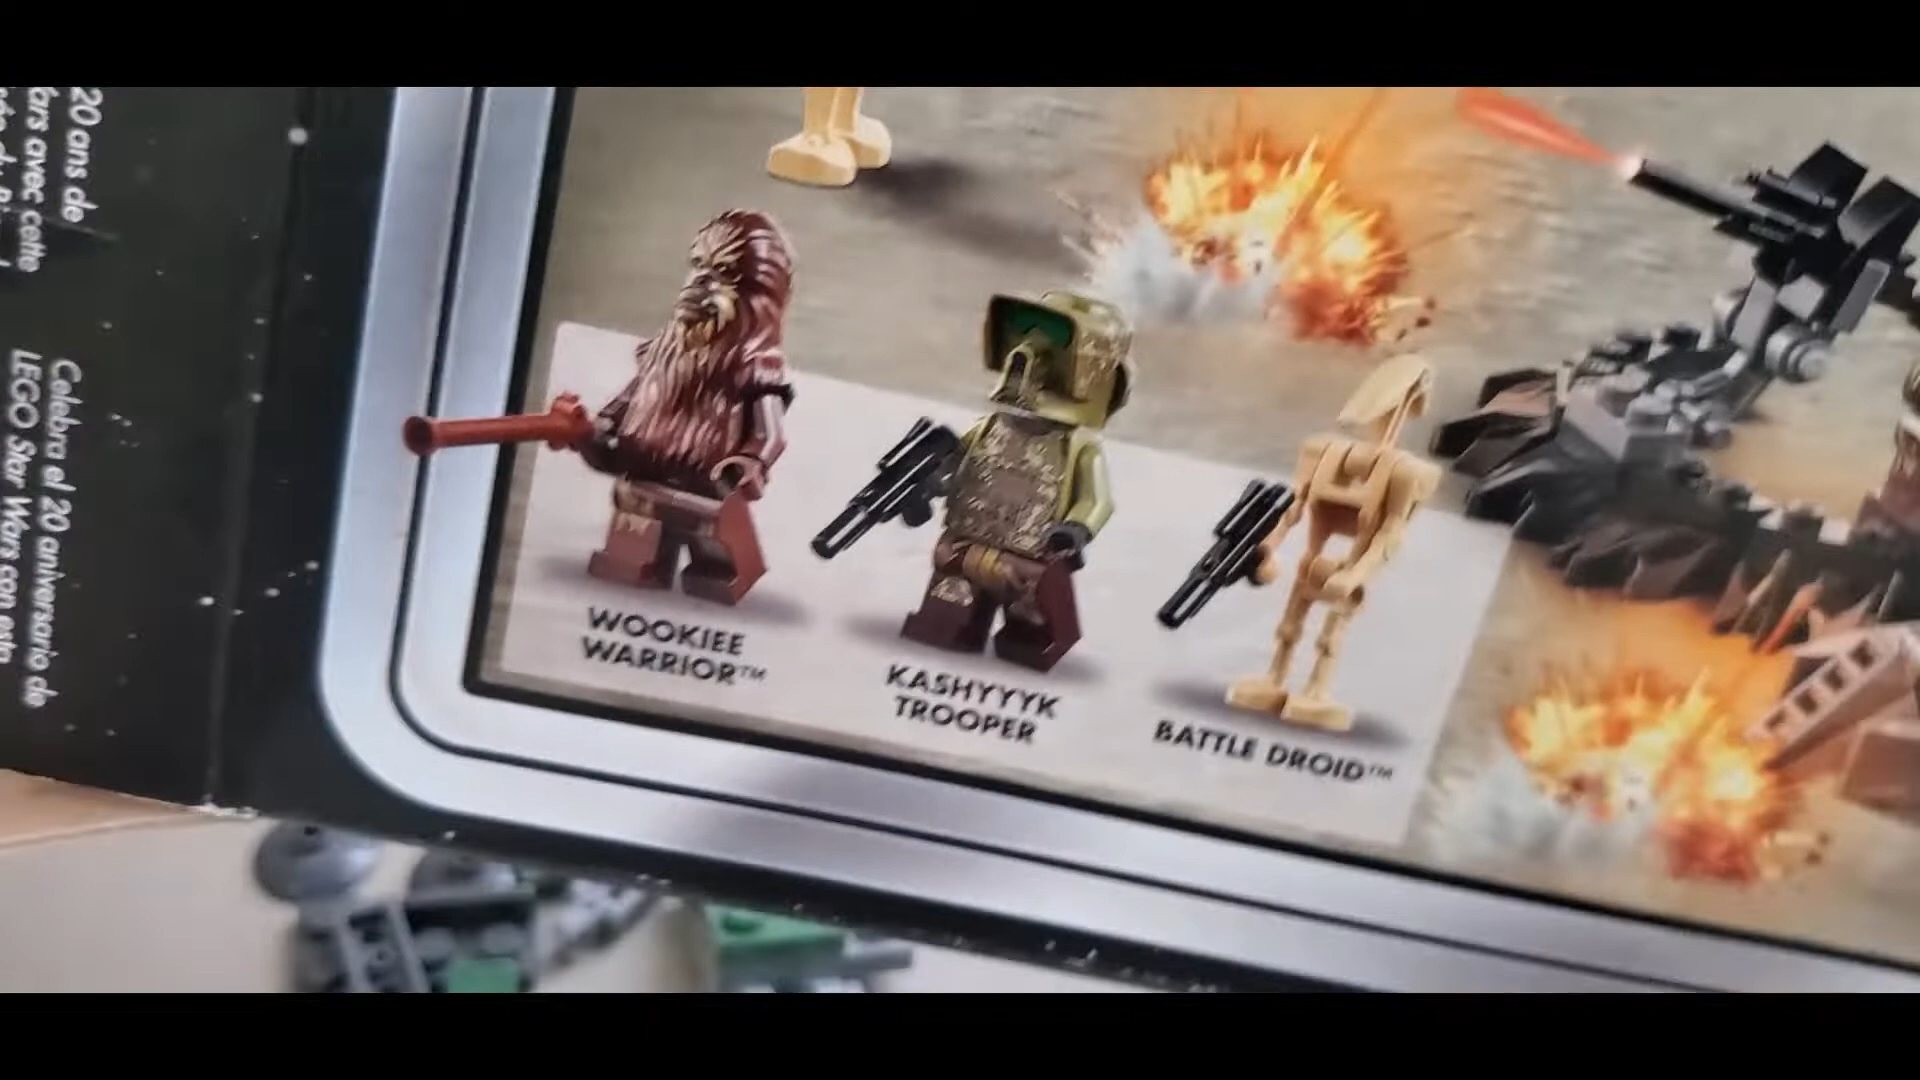 20 ans de
Wars avec cette
Celebra el 20 aniversario de
LEGO Star Wars con esta
WOOKIEE
WARRIOR™
KASHYYYK
TROOPER
BATTLE DROID™